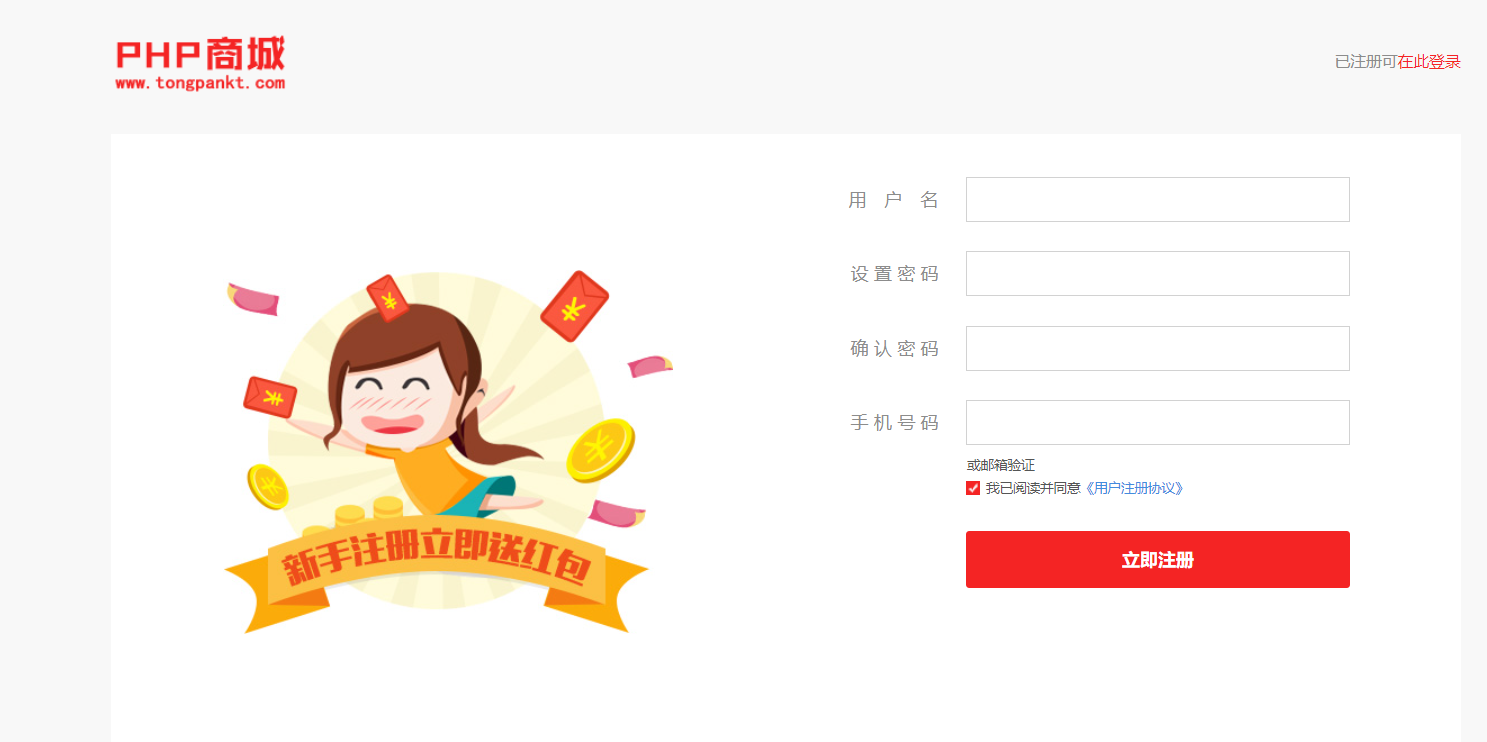 PHP商城
www.tongpankt.com
已注册可在此登录
用 户 名
设置密码
确认密码
手机号码
或邮箱验证
我已阅读并同意《用户注册协议》
立即注册
¥
¥
¥
¥
¥
新手注册立即送红包